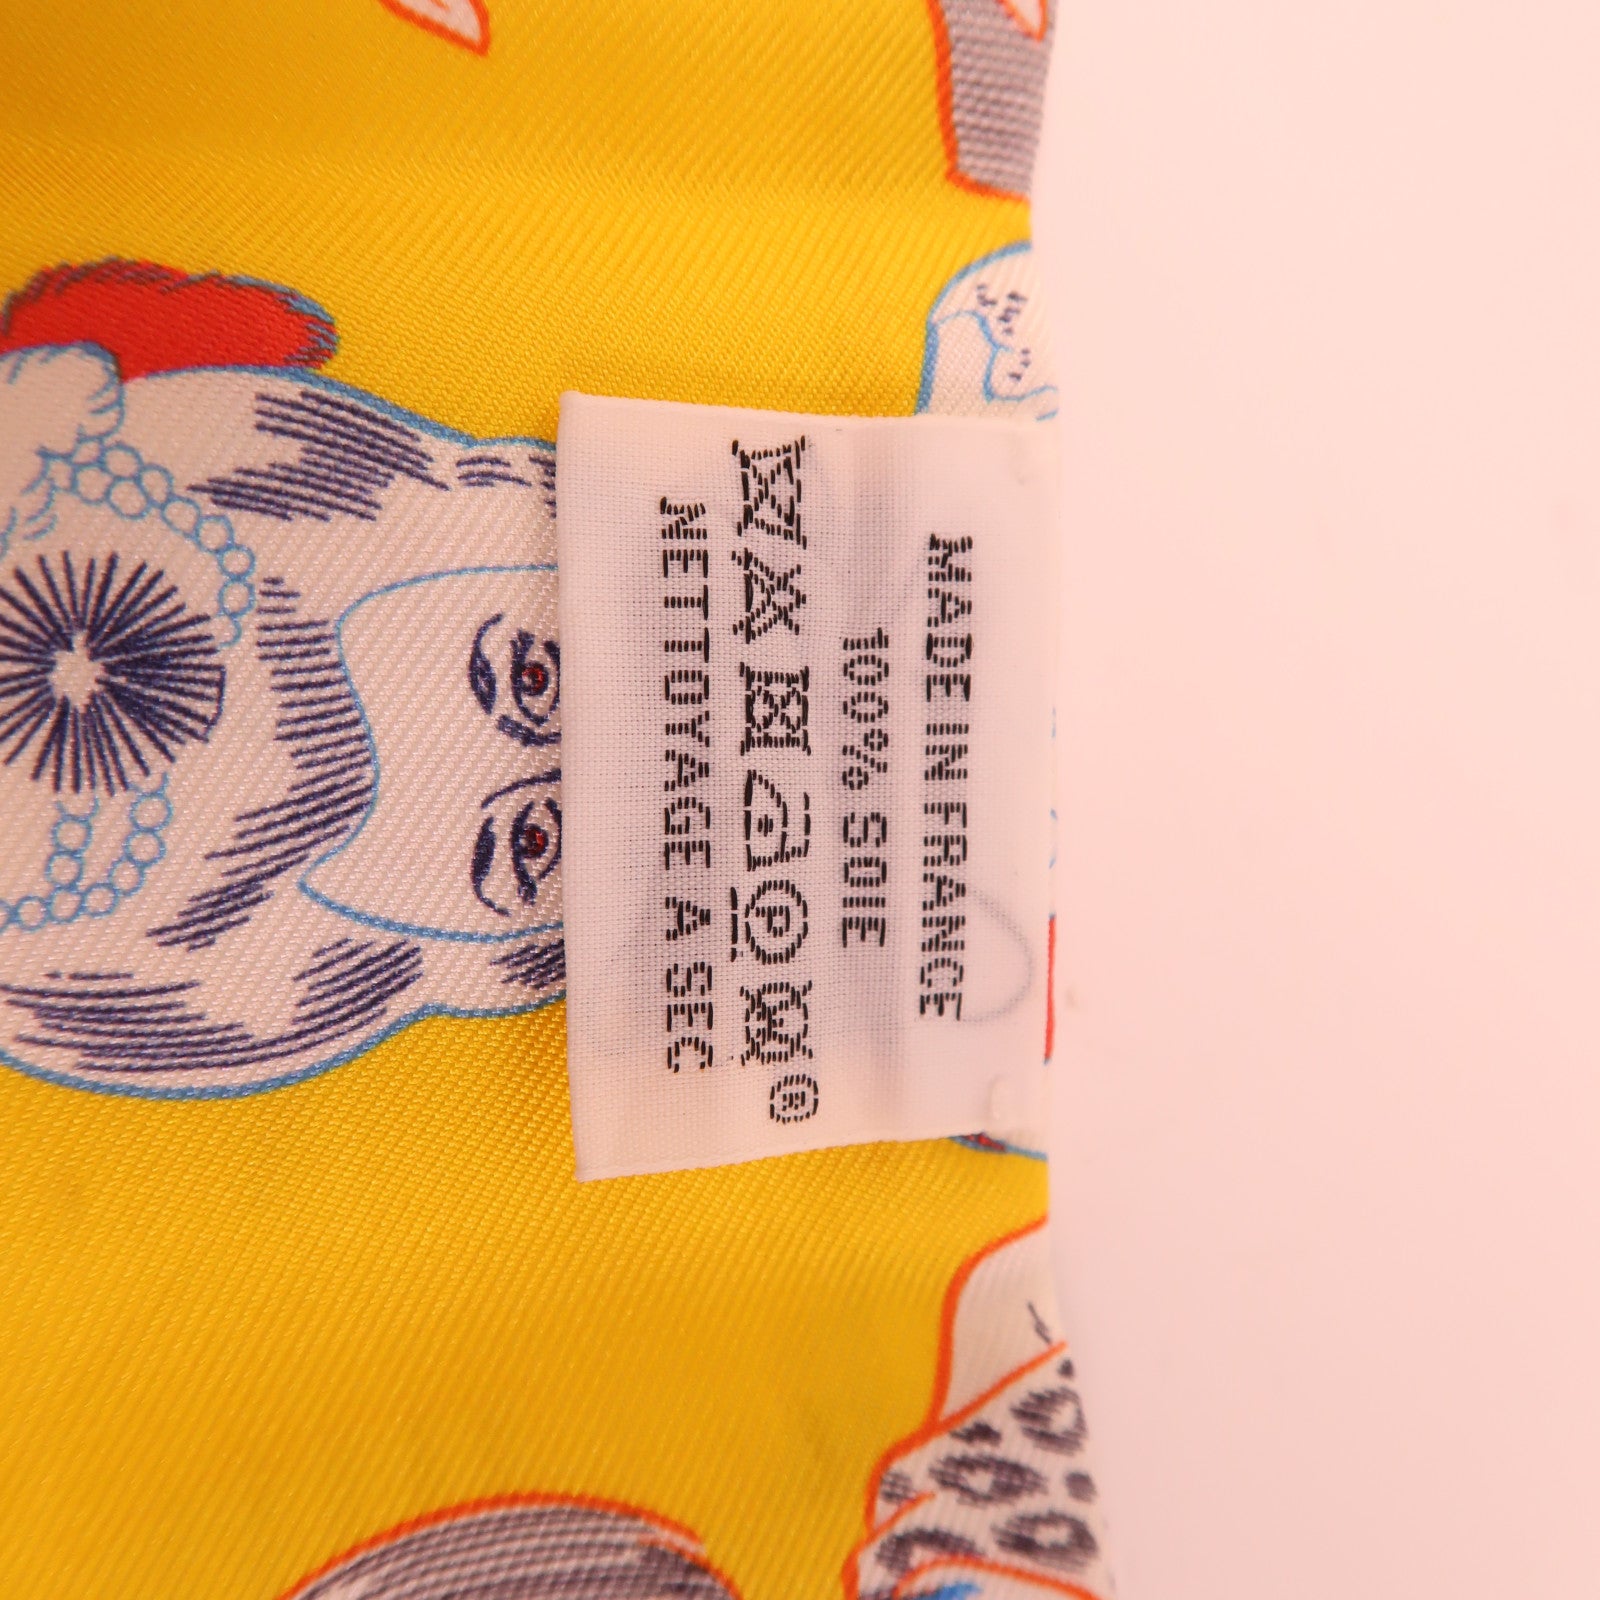 MADE IN FRANCE
100% SOIE
P W ®
NETTOYAGE A SEC